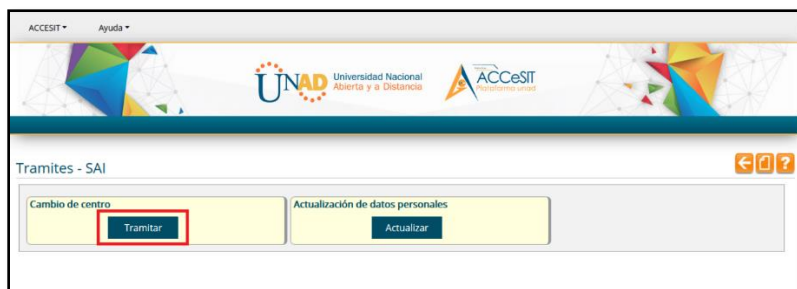 ACCESIT Ayuda
UNAD Universidad Nacional
Abierta y a Distancia
ACCeSIT
Plataforma unad
Tramites - SAI
Cambio de centro
Tramitar
Actualización de datos personales
Actualizar